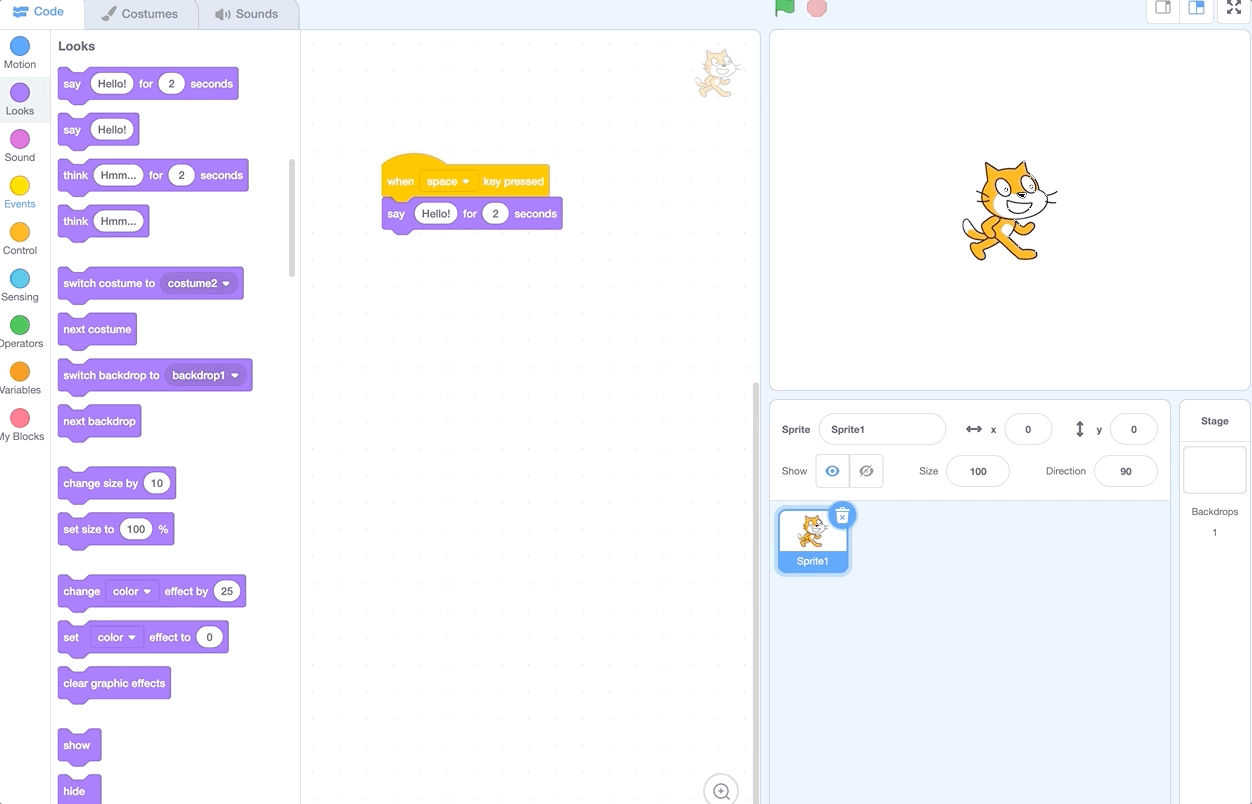 Code
Costumes
Sounds
Motion
Looks
Sound
Events
Control
Sensing
Operators
Variables
My Blocks
Looks
say Hello! for 2 seconds
say Hello!
think Hmm... for 2 seconds
think Hmm...
switch costume to costume2
next costume
switch backdrop to backdrop1
next backdrop
change size by 10
set size to 100 %
change color effect by 25
set color effect to 0
clear graphic effects
show
hide
when space key pressed
say Hello! for 2 seconds
Sprite Sprite1 x 0 y 0
Show Size 100 Direction 90
Sprite1
Stage
Backdrops
1